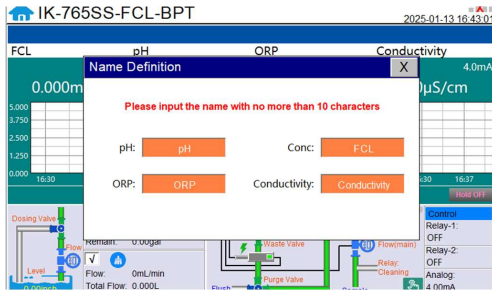 IK-765SS-FCL-BPT
2025-01-13 16:43:01
FCL pH ORP Conductivity
Name Definition X
4.0mA
0.000m
µS/cm
Please input the name with no more than 10 characters
5.000
3.750
2.500
1.250
0.000
pH: pH Conc: FCL
ORP: ORP Conductivity: Conductivity
16:30 16:37
Hold OFF
Dosing Valve
Flow
Remain: 0.00gal
Waste Valve
Flow(main)
Control
Relay-1:
OFF
Relay-2:
OFF
Level
Flow: 0mL/min
Relay:
Cleaning
Analog:
0.00inch
Total Flow: 0.000L
Purge Valve
4.00mA